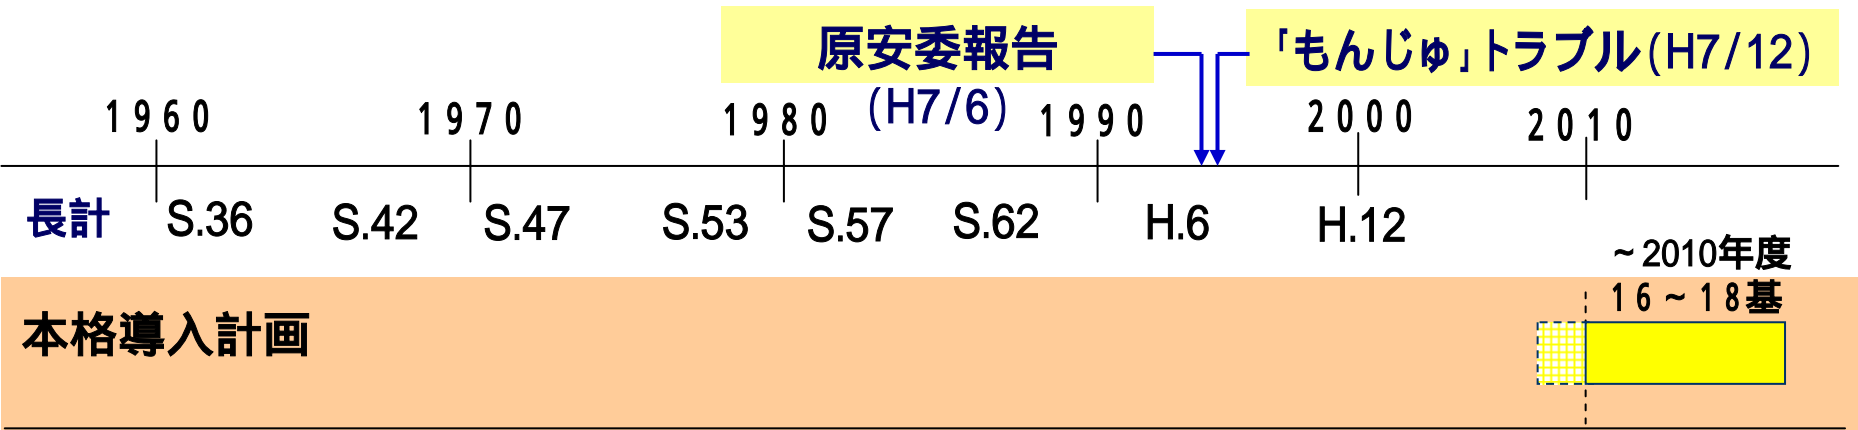 原安委報告
(H7/6)
「もんじゅ」トラブル(H7/12)
1960
1970
1980
1990
2000
2010
長計
S.36
S.42
S.47
S.53
S.57
S.62
H.6
H.12
~2010年度
16~18基
本格導入計画